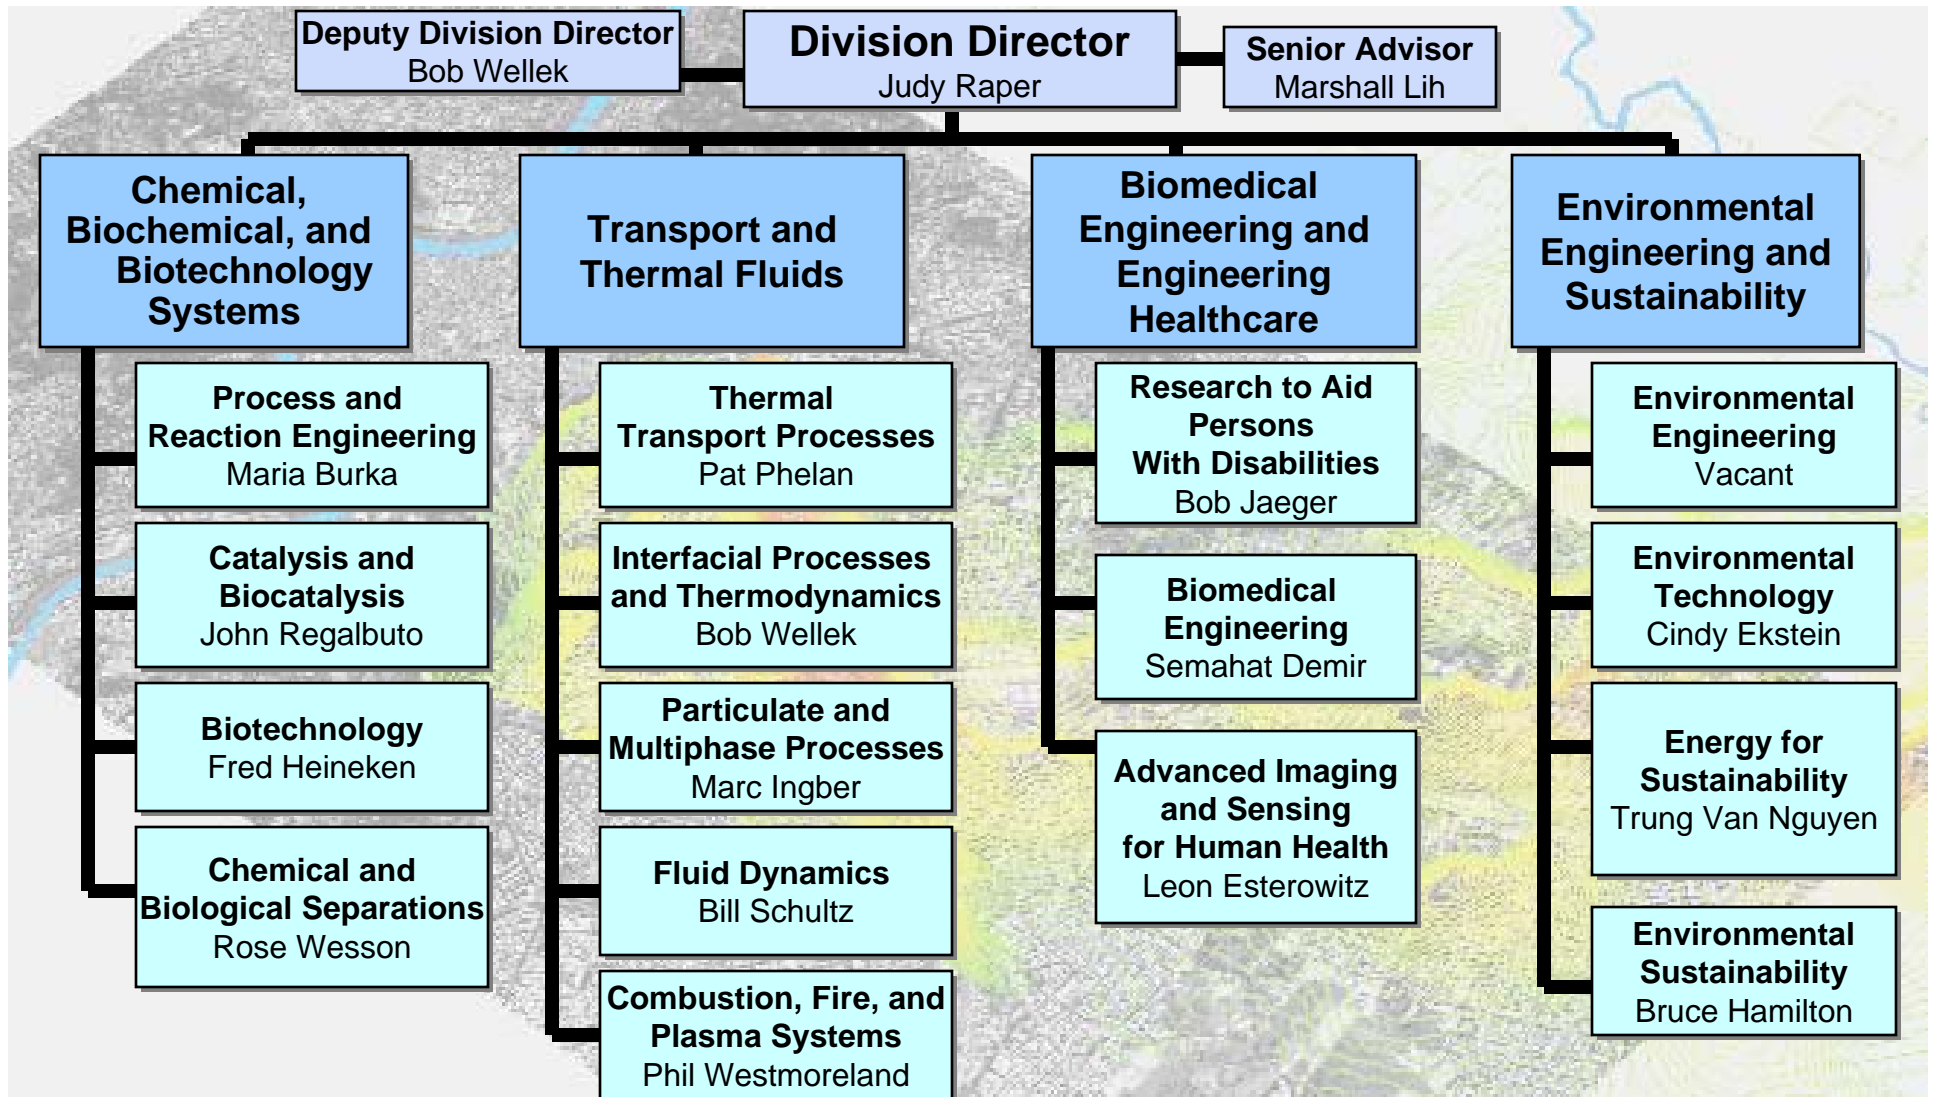 Deputy Division Director
Bob Wellek
Division Director
Judy Raper
Senior Advisor
Marshall Lih
Chemical,
Biochemical, and
Biotechnology
Systems
Process and
Reaction Engineering
Maria Burka
Catalysis and
Biocatalysis
John Regalbuto
Biotechnology
Fred Heineken
Chemical and
Biological Separations
Rose Wesson
Transport and
Thermal Fluids
Thermal
Transport Processes
Pat Phelan
Interfacial Processes
and Thermodynamics
Bob Wellek
Particulate and
Multiphase Processes
Marc Ingber
Fluid Dynamics
Bill Schultz
Combustion, Fire, and
Plasma Systems
Phil Westmoreland
Biomedical
Engineering and
Engineering
Healthcare
Research to Aid
Persons
With Disabilities
Bob Jaeger
Biomedical
Engineering
Semahat Demir
Advanced Imaging
and Sensing
for Human Health
Leon Esterowitz
Environmental
Engineering and
Sustainability
Environmental
Engineering
Vacant
Environmental
Technology
Cindy Ekstein
Energy for
Sustainability
Trung Van Nguyen
Environmental
Sustainability
Bruce Hamilton